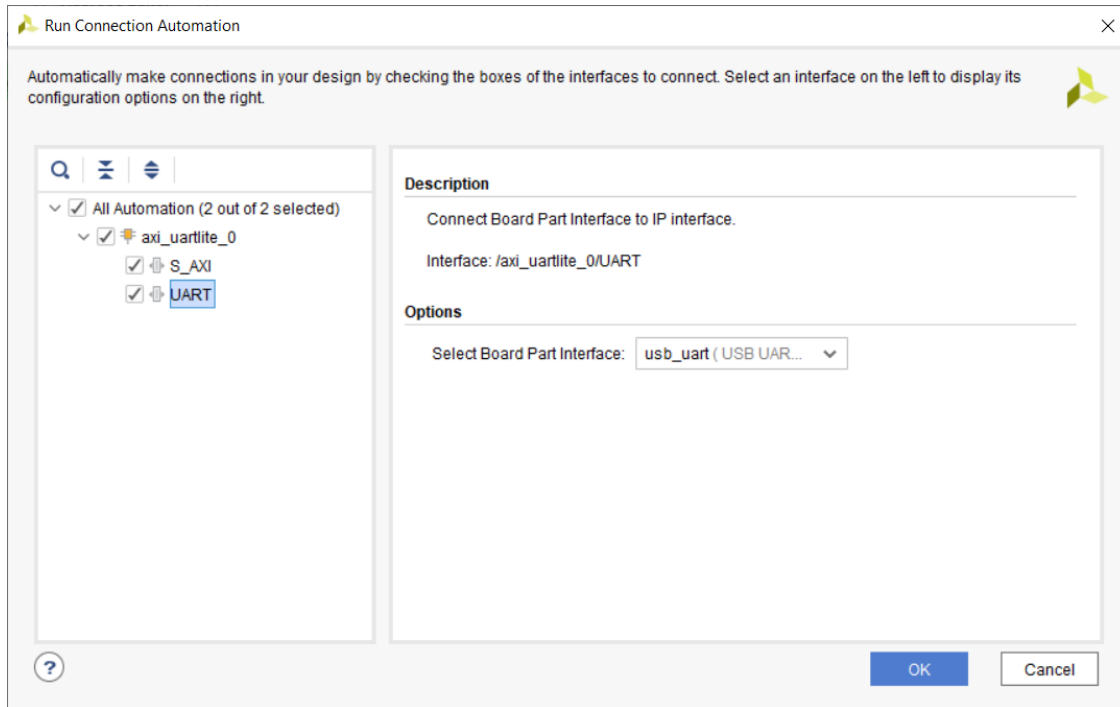 Run Connection Automation
Automatically make connections in your design by checking the boxes of the interfaces to connect. Select an interface on the left to display its
configuration options on the right.
All Automation (2 out of 2 selected)
axi_uartlite_0
S_AXI
UART
Description
Connect Board Part Interface to IP interface.
Interface: /axi_uartlite_0/UART
Options
Select Board Part Interface: usb_uart ( USB UAR...
?
OK
Cancel